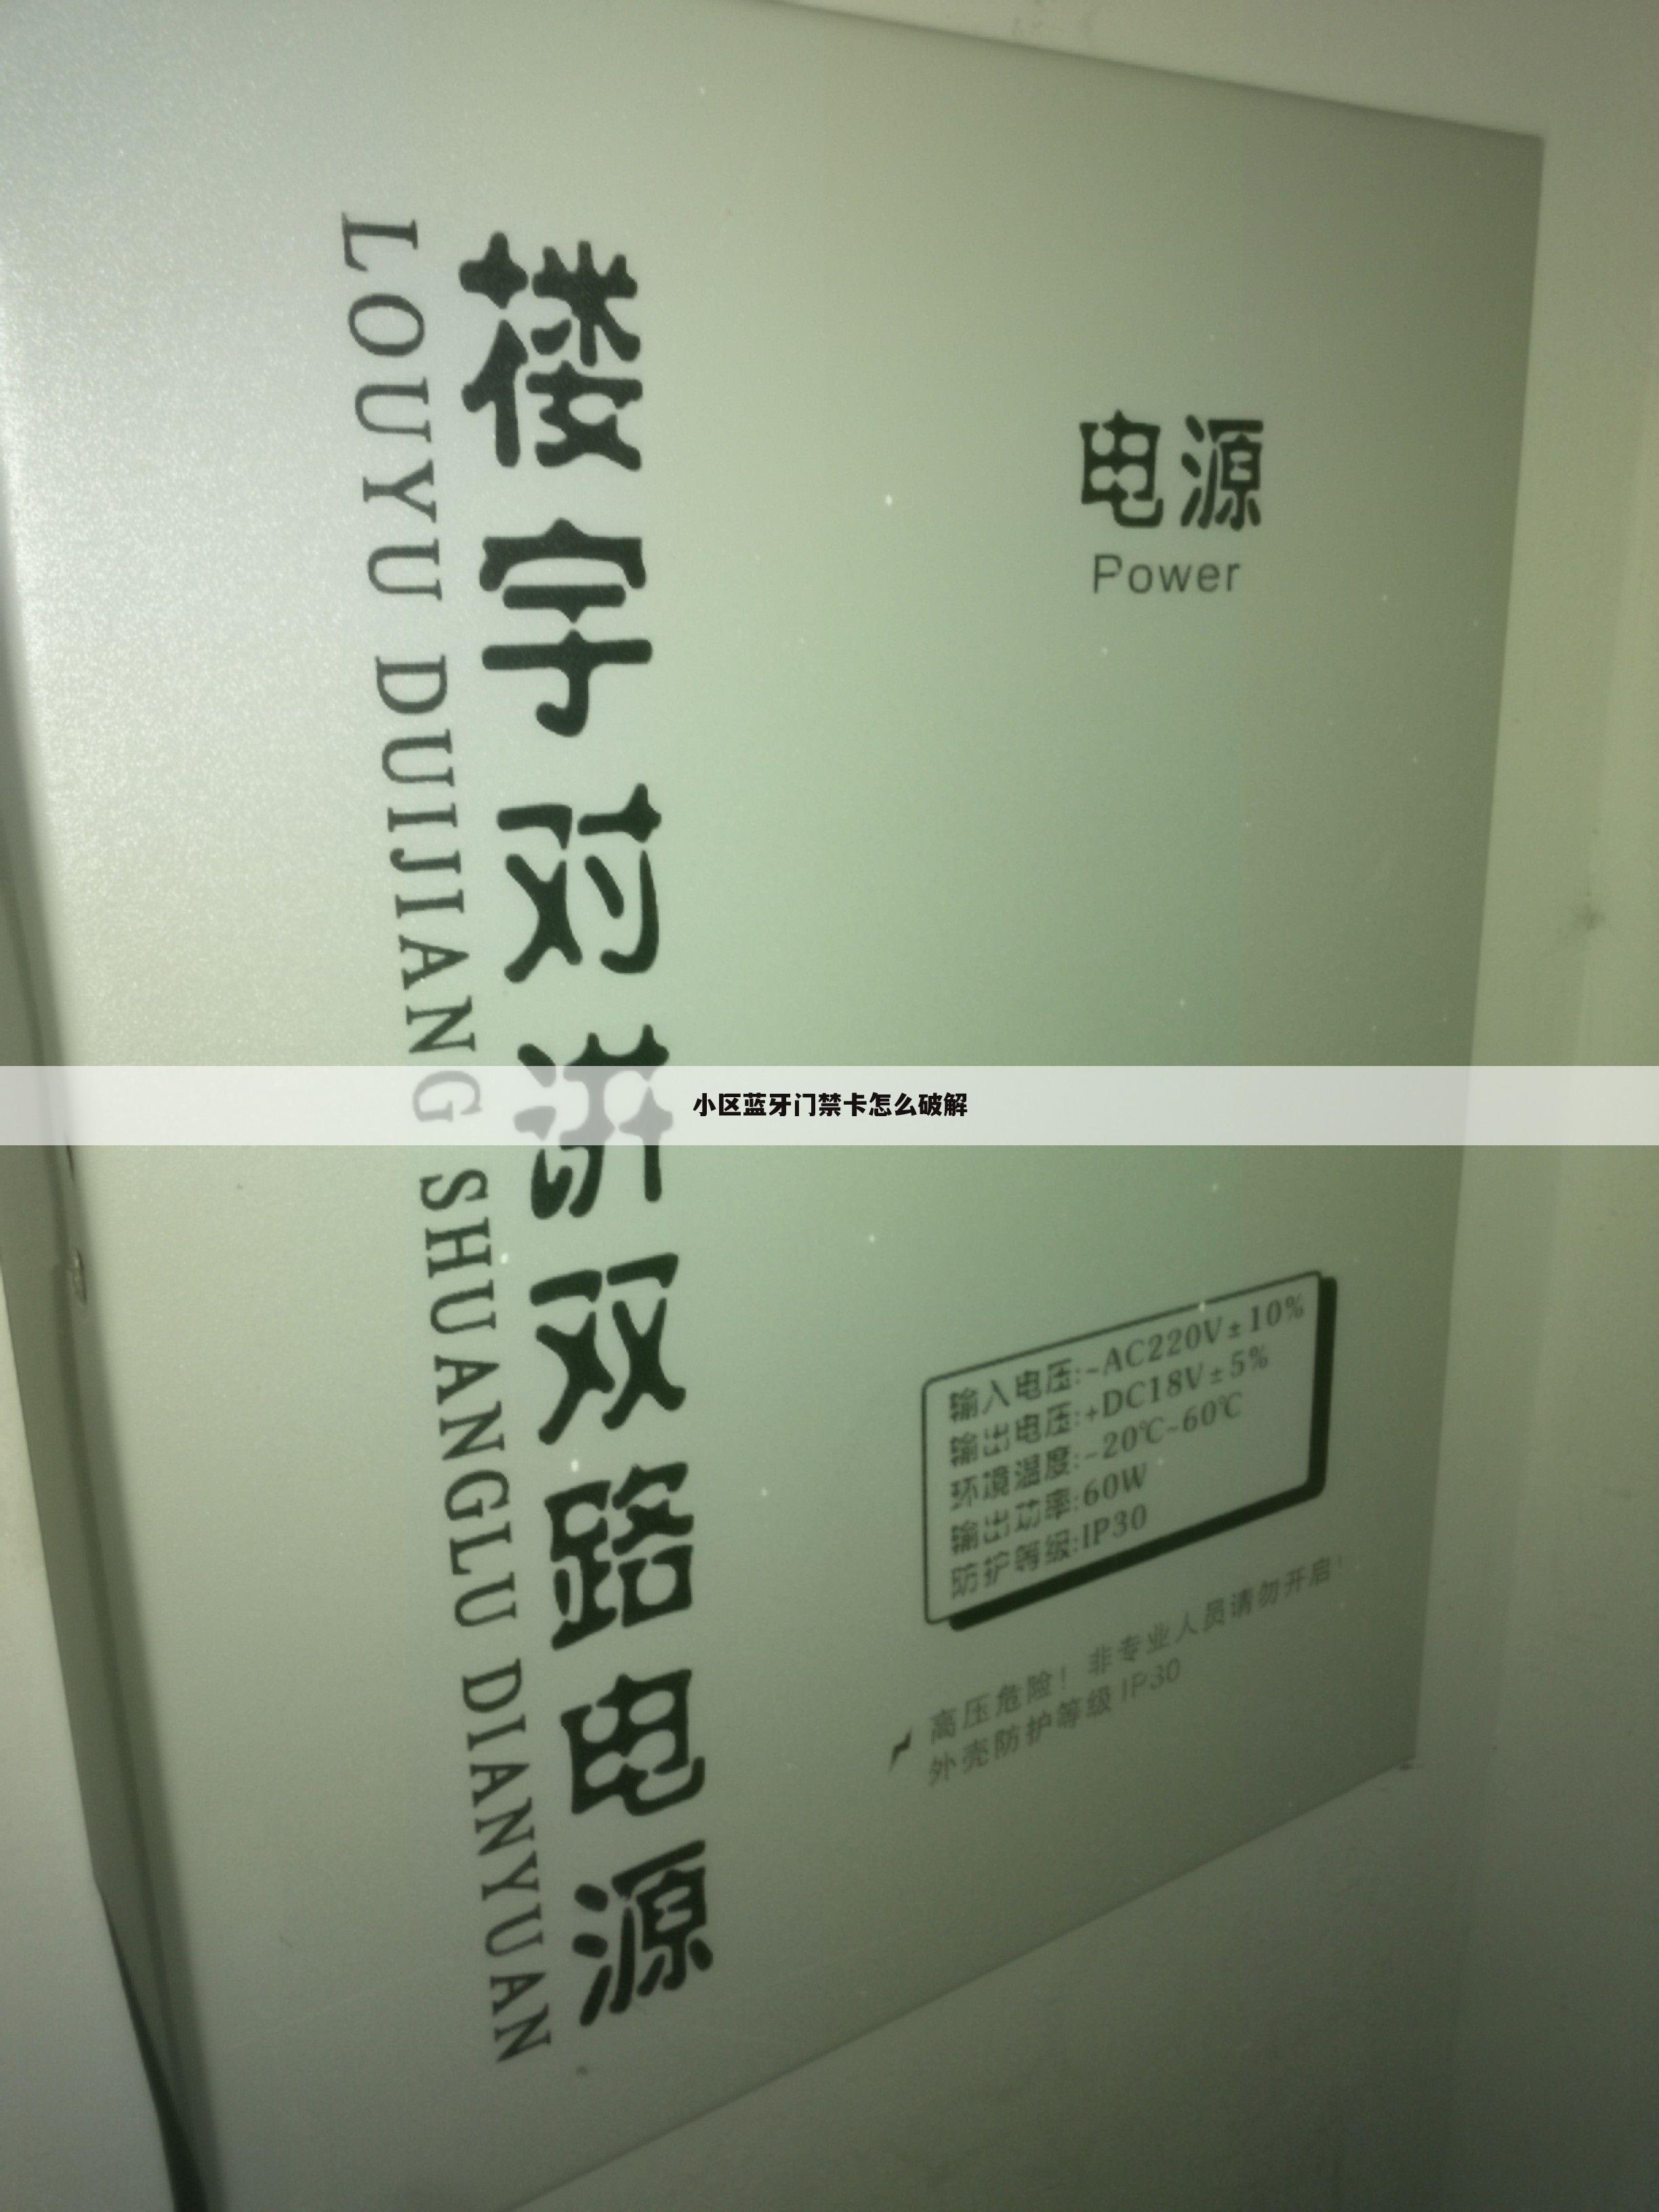 楼宇对讲双路电源
LOUYU DUIJIANG SHUANGLU DIANYUAN
电源
Power
小区蓝牙门禁卡怎么破解
输入电压:~AC220V±10%
输出电压:+DC18V±5%
环境温度:-20℃~60℃
输出功率:60W
防护等级:IP30
高压危险！非专业人员请勿开启！
外壳防护等级 IP30